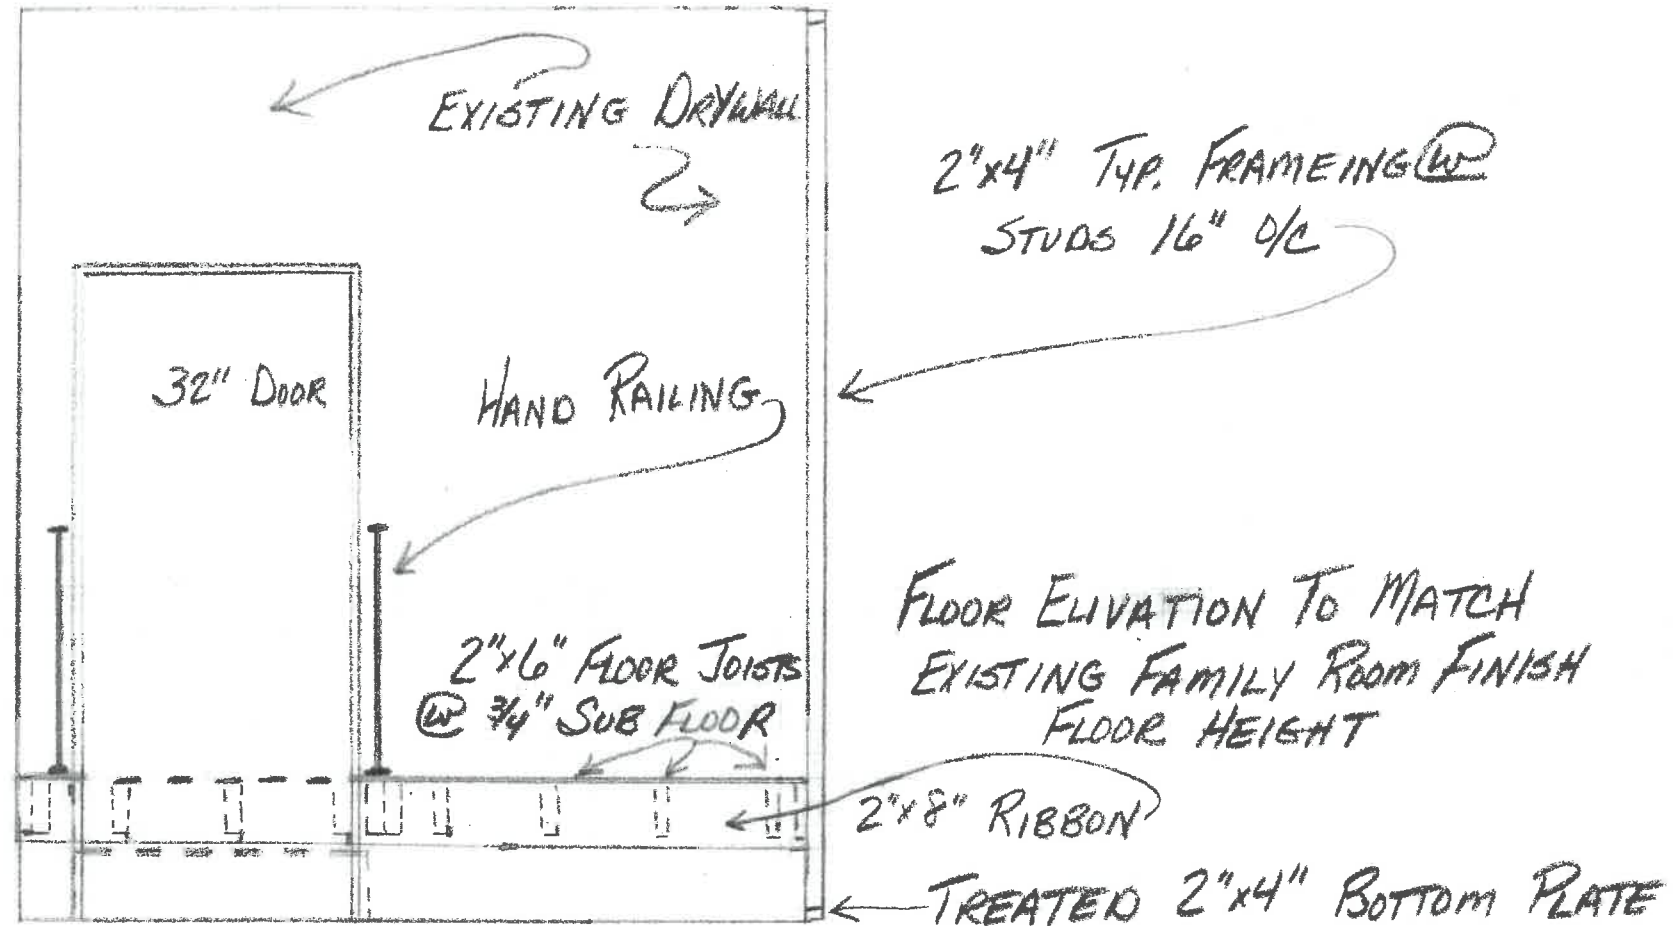 EXISTING DRYWALL
2"x4" TYP. FRAMEING W
STUDS 16" O/C
32" DOOR
HAND RAILING
FLOOR ELIVATION TO MATCH
EXISTING FAMILY ROOM FINISH
FLOOR HEIGHT
2"x6" FLOOR JOISTS
W 3/4" SUB FLOOR
2"x8" RIBBON
TREATED 2"x4" BOTTOM PLATE